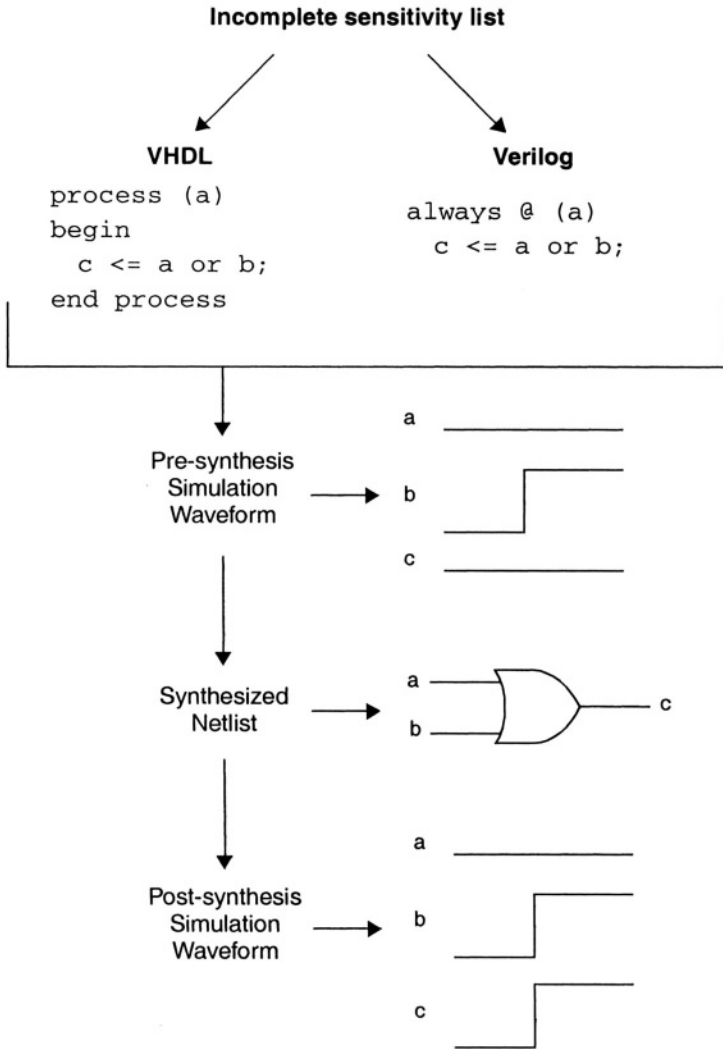 Incomplete sensitivity list
VHDL
process (a)
begin
c <= a or b;
end process
Verilog
always @ (a)
c <= a or b;
Pre-synthesis
Simulation
Waveform
a
b
c
Synthesized
Netlist
a
b
c
Post-synthesis
Simulation
Waveform
a
b
c